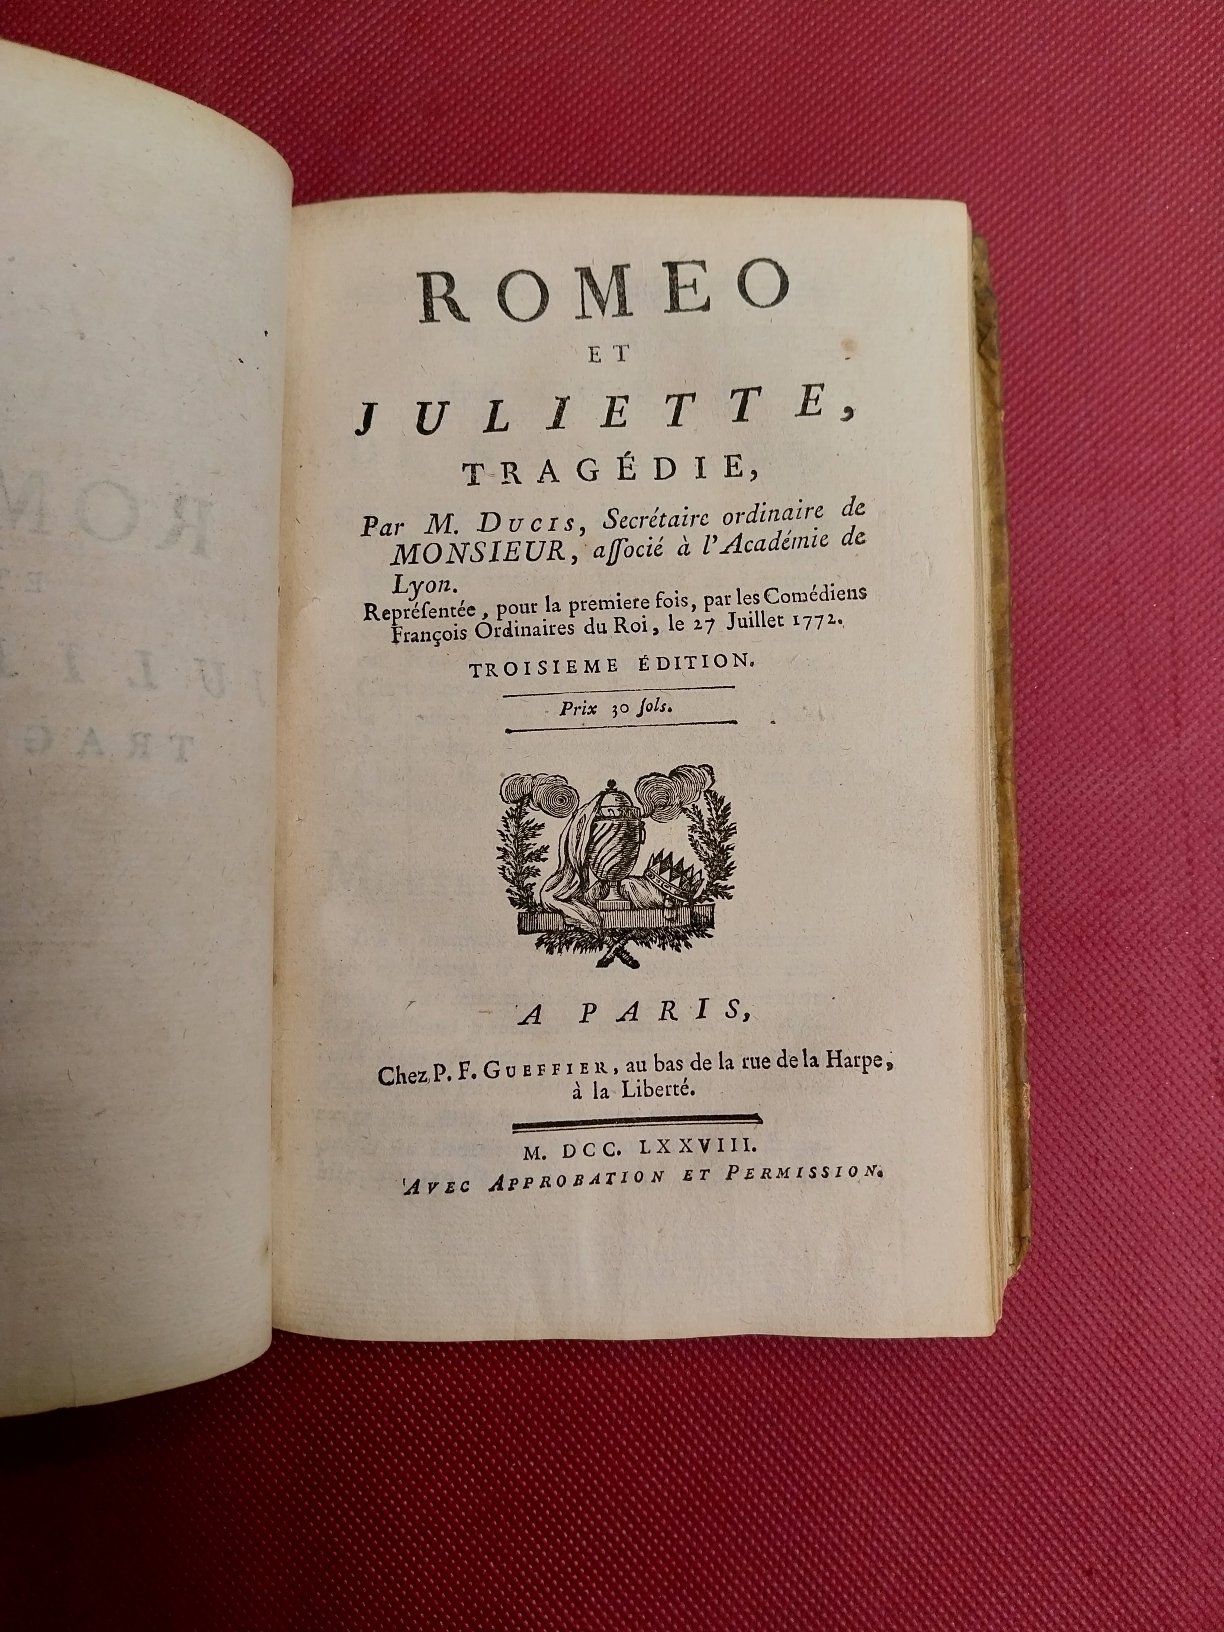 ROMEO
ET
JULIETTE,
TRAGÉDIE,
Par M. DUCIS, Secrétaire ordinaire de
MONSIEUR, aſſocié à l'Académie de
Lyon.
Repréſentée, pour la premiere fois, par les Comédiens
François Ordinaires du Roi, le 27 Juillet 1772.
TROISIEME ÉDITION.
Prix 30 ſols.
A PARIS,
Chez P. F. GUEFFIER, au bas de la rue de la Harpe,
à la Liberté.
M. DCC. LXXVIII.
AVEC APPROBATION ET PERMISSION.